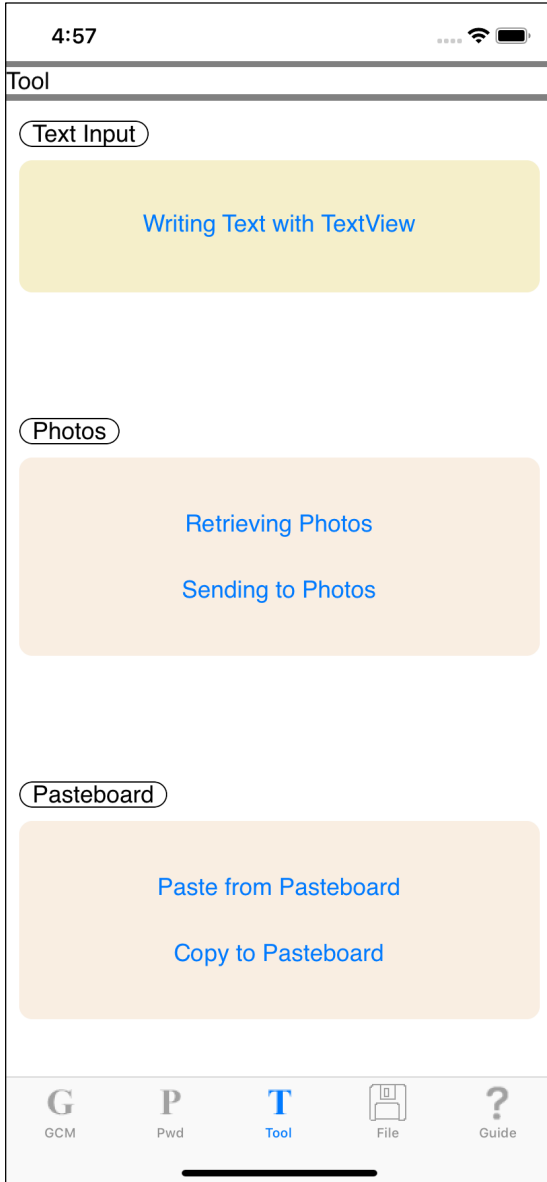 4:57
Tool
Text Input
Writing Text with TextView
Photos
Retrieving Photos
Sending to Photos
Pasteboard
Paste from Pasteboard
Copy to Pasteboard
G P T ?
GCM Pwd Tool File Guide